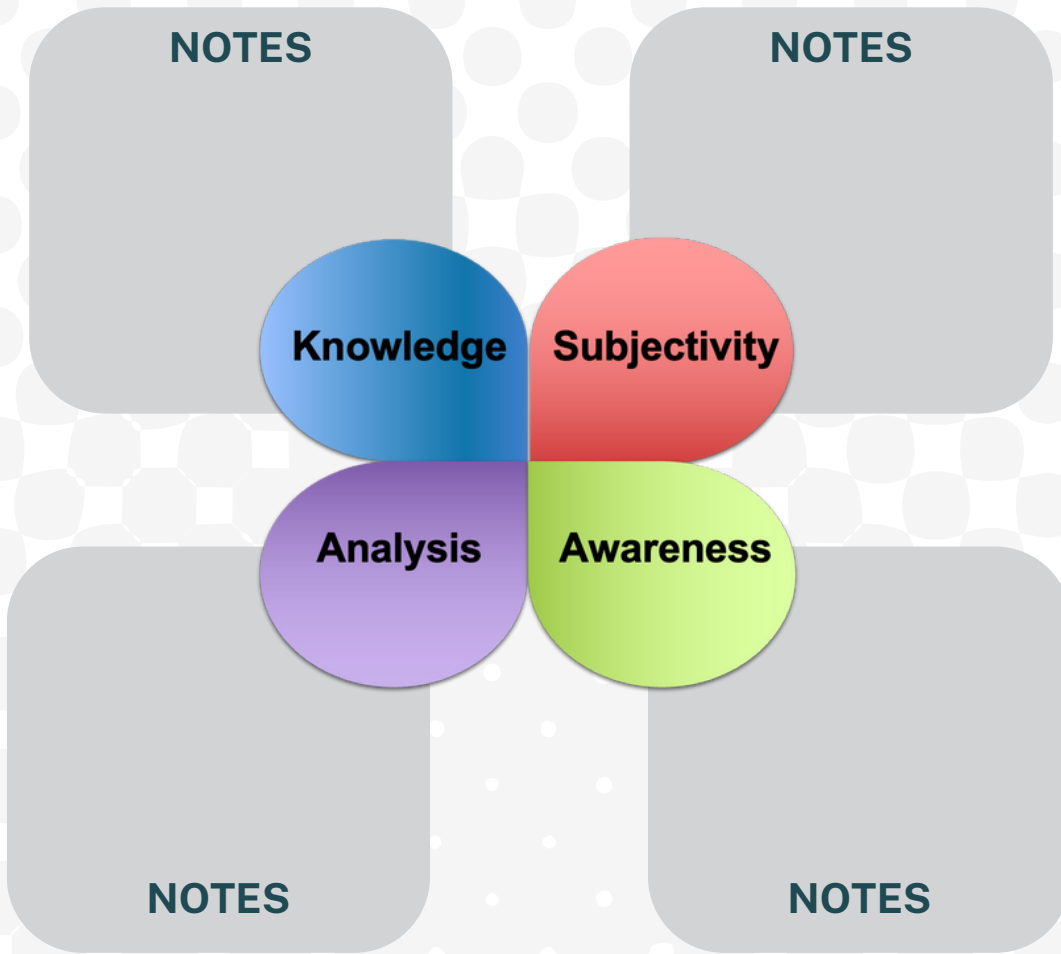 NOTES
NOTES
Knowledge
Subjectivity
Analysis
Awareness
NOTES
NOTES